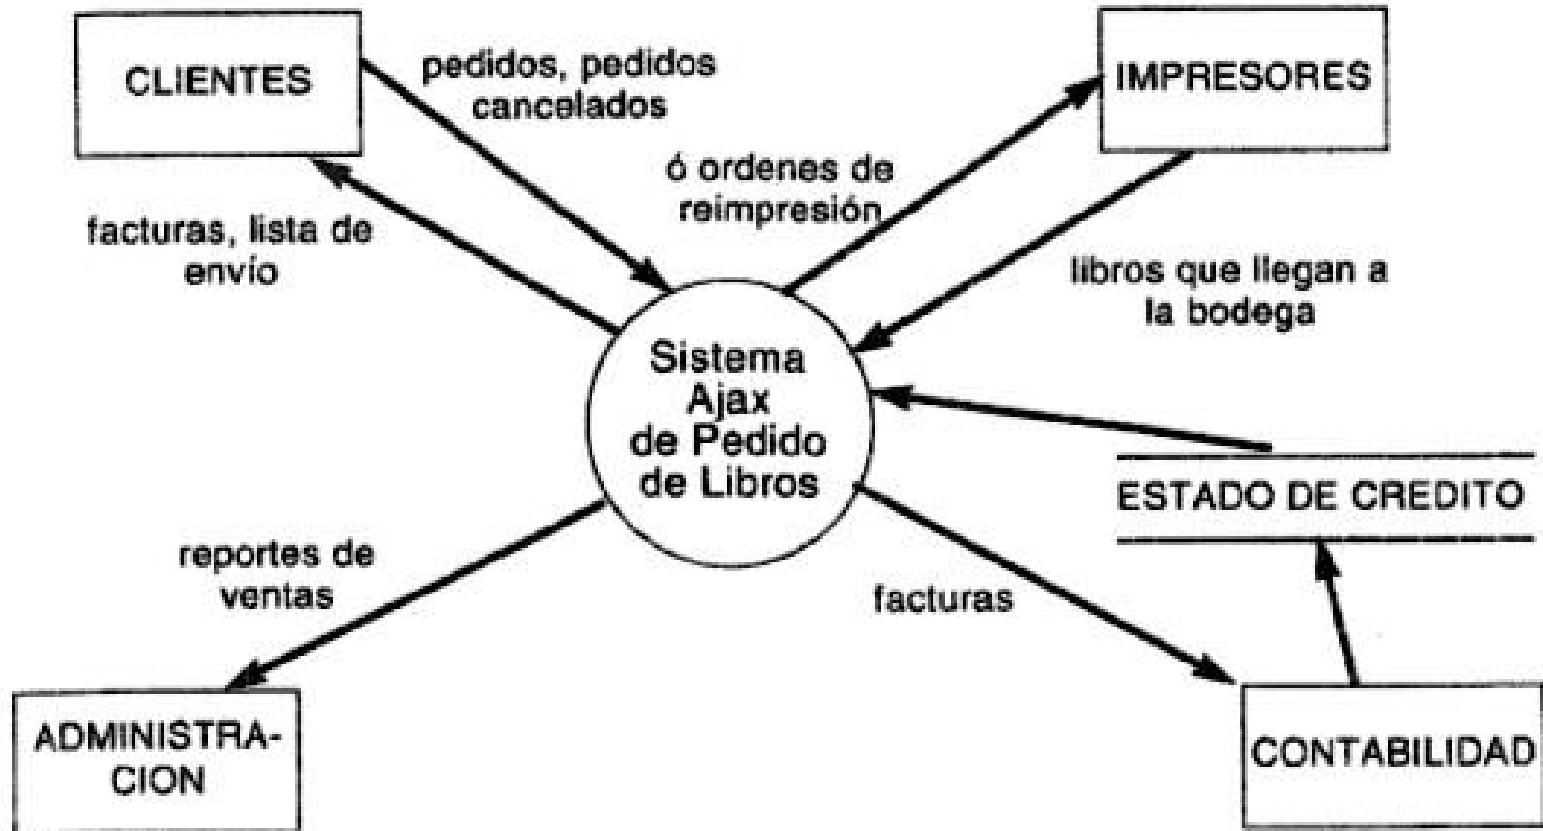 CLIENTES
pedidos, pedidos
cancelados
IMPRESORES
ó ordenes de
reimpresión
facturas, lista de
envío
libros que llegan a
la bodega
Sistema
Ajax
de Pedido
de Libros
ESTADO DE CREDITO
reportes de
ventas
facturas
ADMINISTRA-
CION
CONTABILIDAD